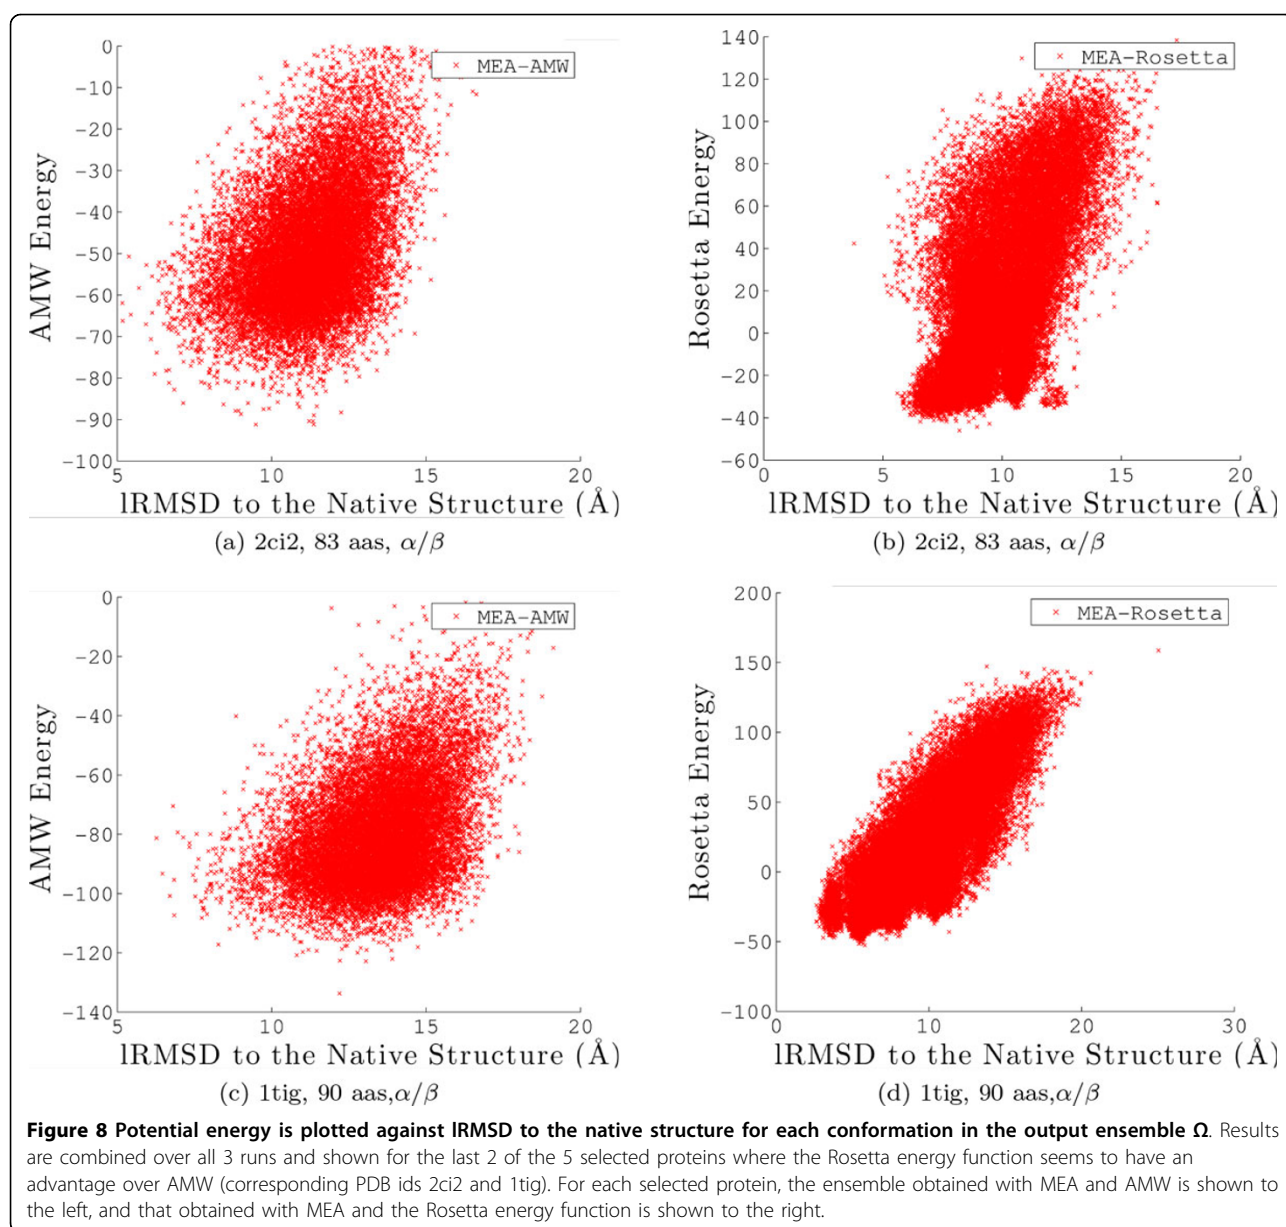 0
-10
-20
-30
-40
-50
-60
-70
-80
-90
-100
AMW Energy
MEA-AMW
5 10 15 20
lRMSD to the Native Structure (Å)
(a) 2ci2, 83 aas, α/β
140
120
100
80
60
40
20
0
-20
-40
-60
Rosetta Energy
MEA-Rosetta
0 5 10 15 20
lRMSD to the Native Structure (Å)
(b) 2ci2, 83 aas, α/β
0
-20
-40
-60
-80
-100
-120
-140
AMW Energy
MEA-AMW
5 10 15 20
lRMSD to the Native Structure (Å)
(c) 1tig, 90 aas,α/β
200
150
100
50
0
-50
-100
Rosetta Energy
MEA-Rosetta
0 10 20 30
lRMSD to the Native Structure (Å)
(d) 1tig, 90 aas,α/β
Figure 8 Potential energy is plotted against lRMSD to the native structure for each conformation in the output ensemble Ω. Results
are combined over all 3 runs and shown for the last 2 of the 5 selected proteins where the Rosetta energy function seems to have an
advantage over AMW (corresponding PDB ids 2ci2 and 1tig). For each selected protein, the ensemble obtained with MEA and AMW is shown to
the left, and that obtained with MEA and the Rosetta energy function is shown to the right.